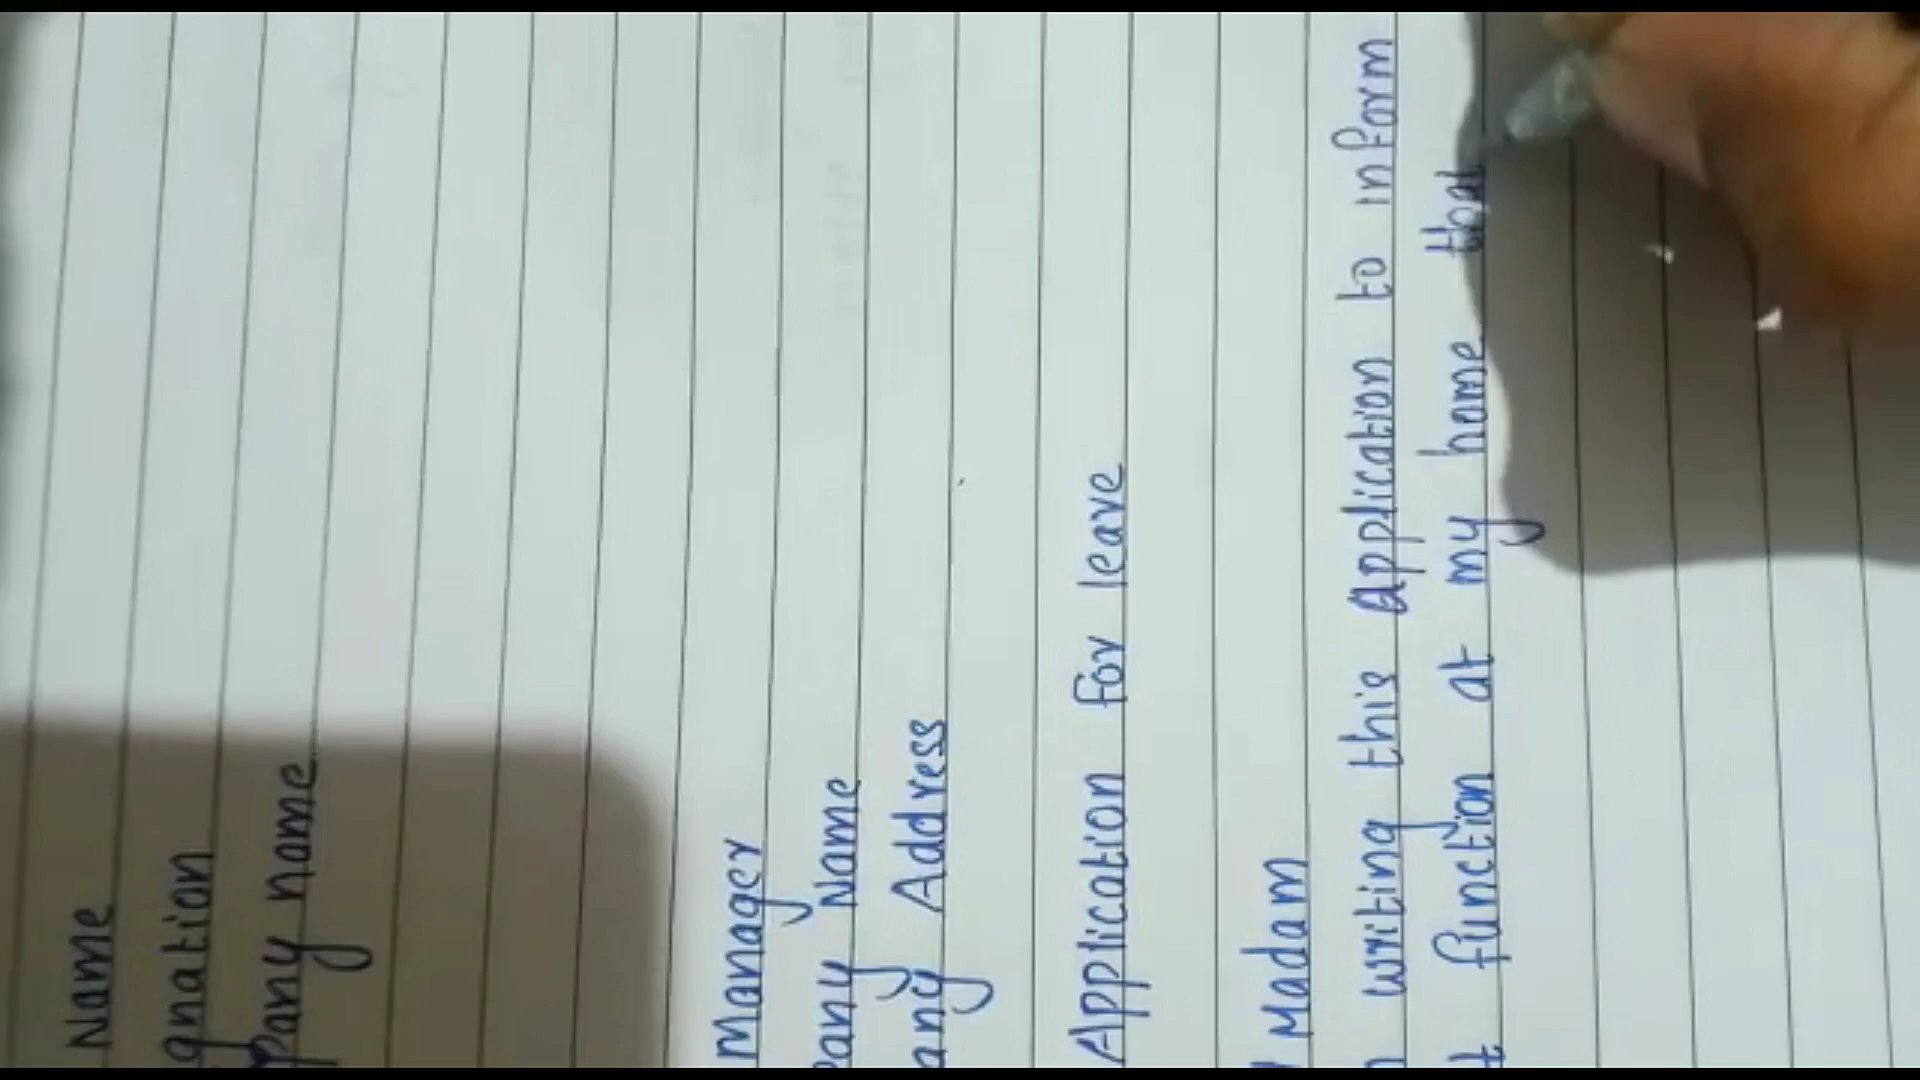 Name
gnation
pany name
Manager
pany Name
any Address
Application for leave
Madam
writing this application to inform
t function at my home that